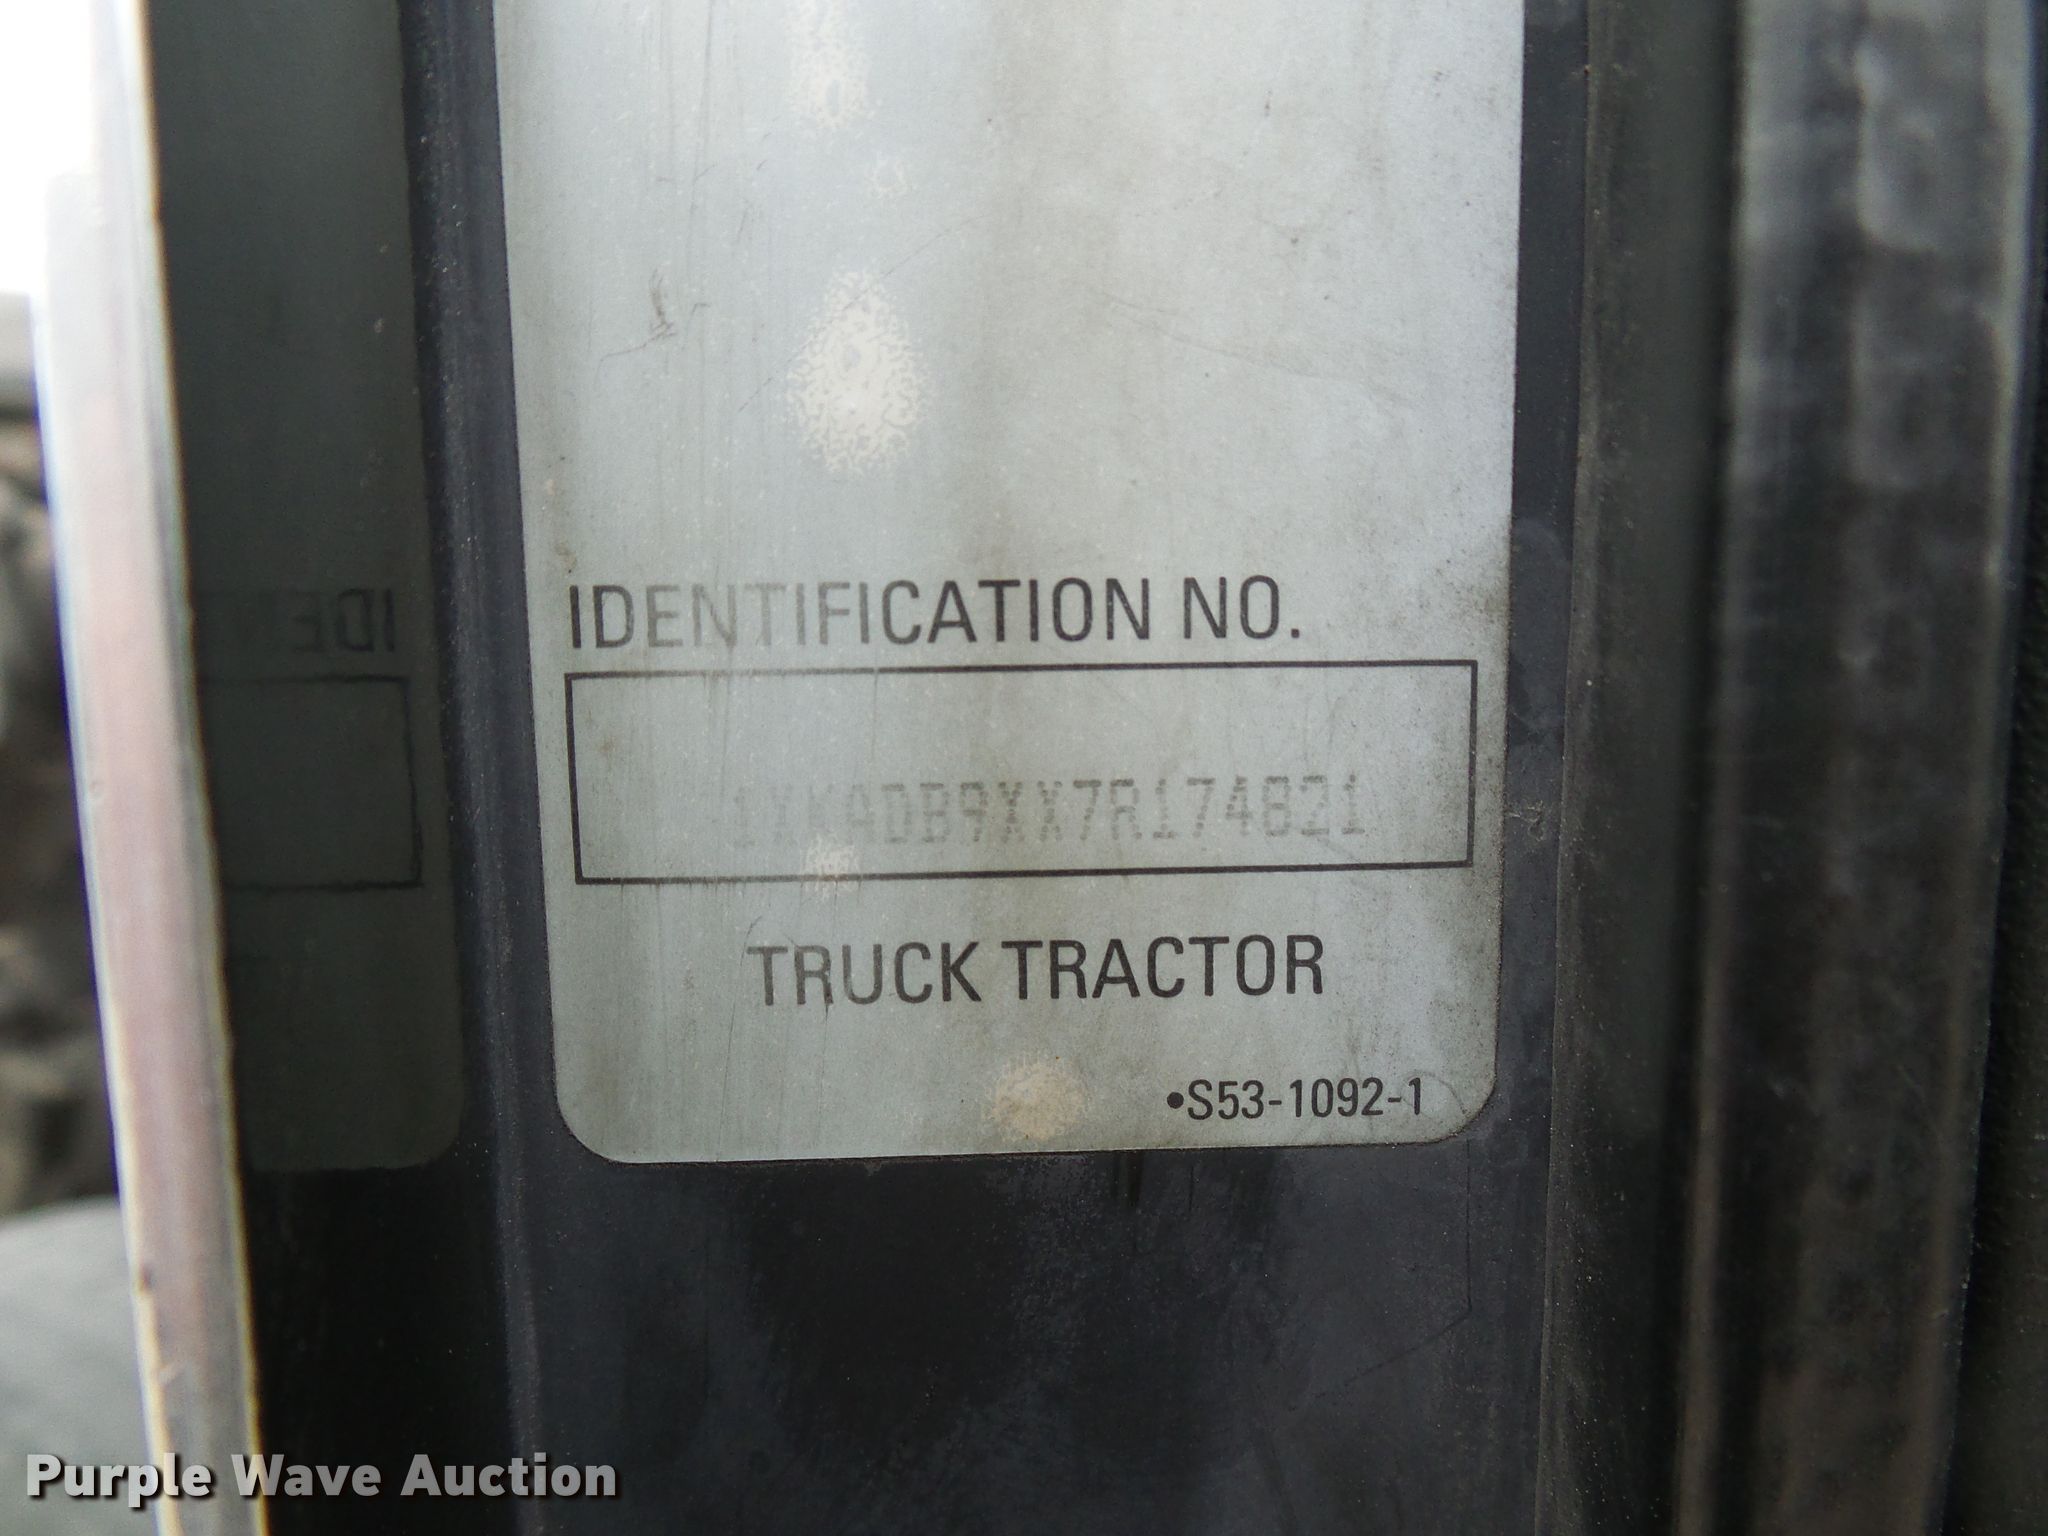 IDENTIFICATION NO.
1XKADB9XX7R174821
TRUCK TRACTOR
•S53-1092-1
Purple Wave Auction